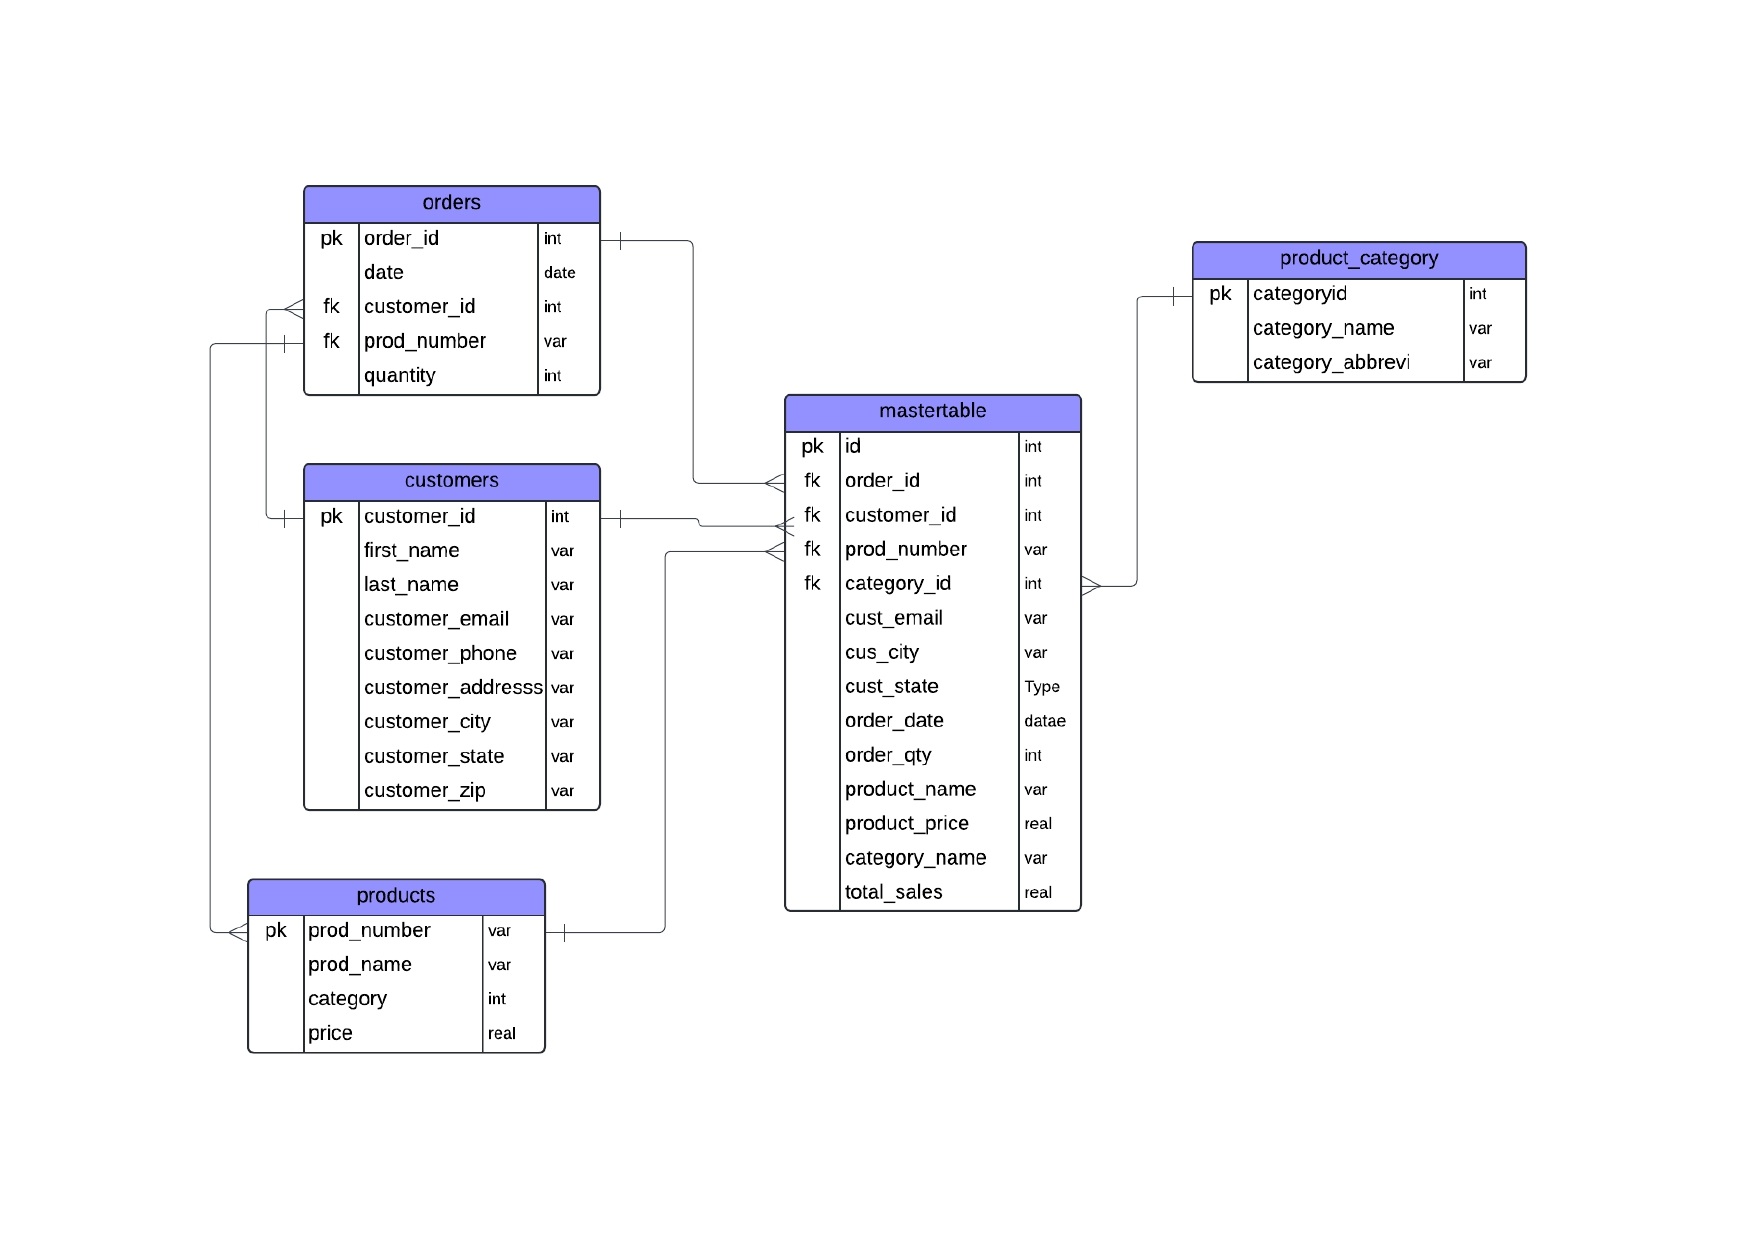 orders
pk order_id int
date date
fk customer_id int
fk prod_number var
quantity int
customers
pk customer_id int
first_name var
last_name var
customer_email var
customer_phone var
customer_addresss var
customer_city var
customer_state var
customer_zip var
products
pk prod_number var
prod_name var
category int
price real
mastertable
pk id int
fk order_id int
fk customer_id int
fk prod_number var
fk category_id int
cust_email var
cus_city var
cust_state Type
order_date datae
order_qty int
product_name var
product_price real
category_name var
total_sales real
product_category
pk categoryid int
category_name var
category_abbrevi var